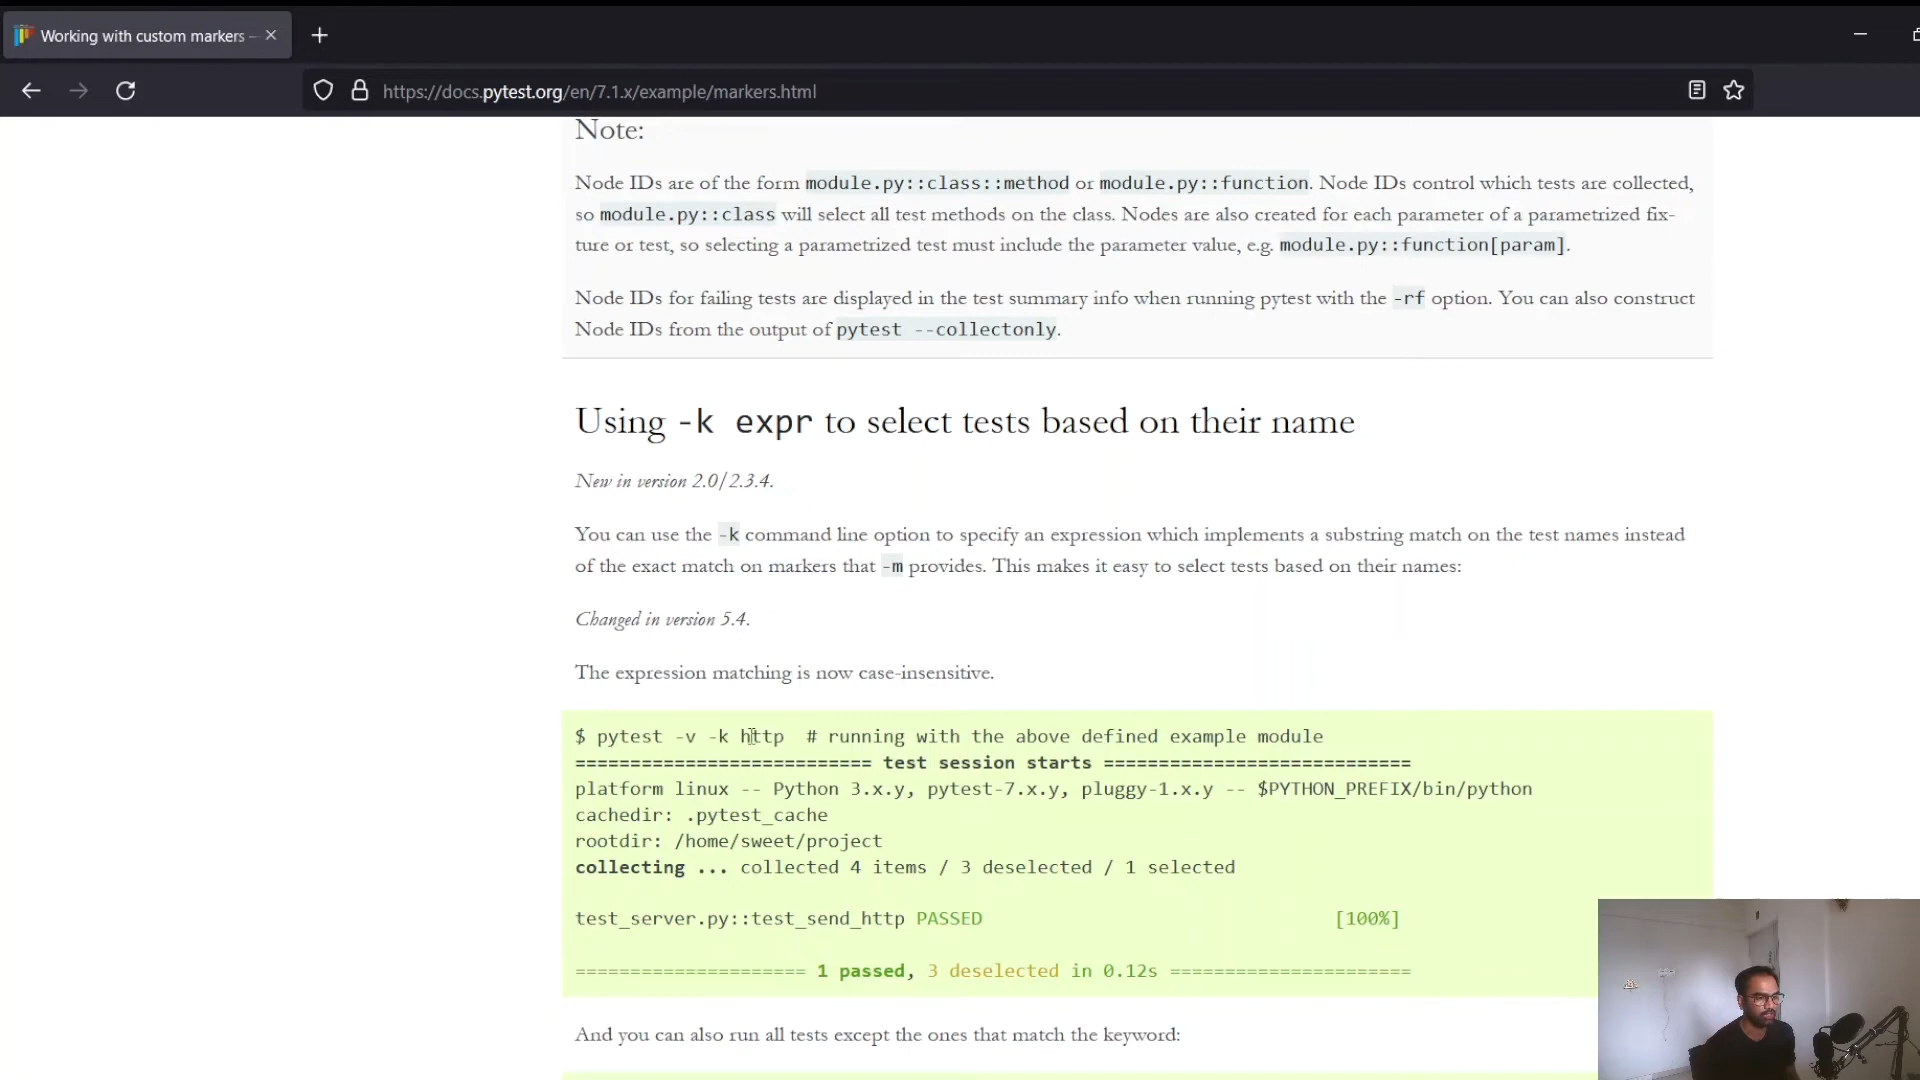 Working with custom markers –
https://docs.pytest.org/en/7.1.x/example/markers.html
Note:
Node IDs are of the form module.py::class::method or module.py::function. Node IDs control which tests are collected,
so module.py::class will select all test methods on the class. Nodes are also created for each parameter of a parametrized fix-
ture or test, so selecting a parametrized test must include the parameter value, e.g. module.py::function[param].
Node IDs for failing tests are displayed in the test summary info when running pytest with the -rf option. You can also construct
Node IDs from the output of pytest --collectonly.
Using -k expr to select tests based on their name
New in version 2.0/2.3.4.
You can use the -k command line option to specify an expression which implements a substring match on the test names instead
of the exact match on markers that -m provides. This makes it easy to select tests based on their names:
Changed in version 5.4.
The expression matching is now case-insensitive.
$ pytest -v -k http  # running with the above defined example module
=========================== test session starts ============================
platform linux -- Python 3.x.y, pytest-7.x.y, pluggy-1.x.y -- $PYTHON_PREFIX/bin/python
cachedir: .pytest_cache
rootdir: /home/sweet/project
collecting ... collected 4 items / 3 deselected / 1 selected
test_server.py::test_send_http PASSED [100%]
===================== 1 passed, 3 deselected in 0.12s ======================
And you can also run all tests except the ones that match the keyword: